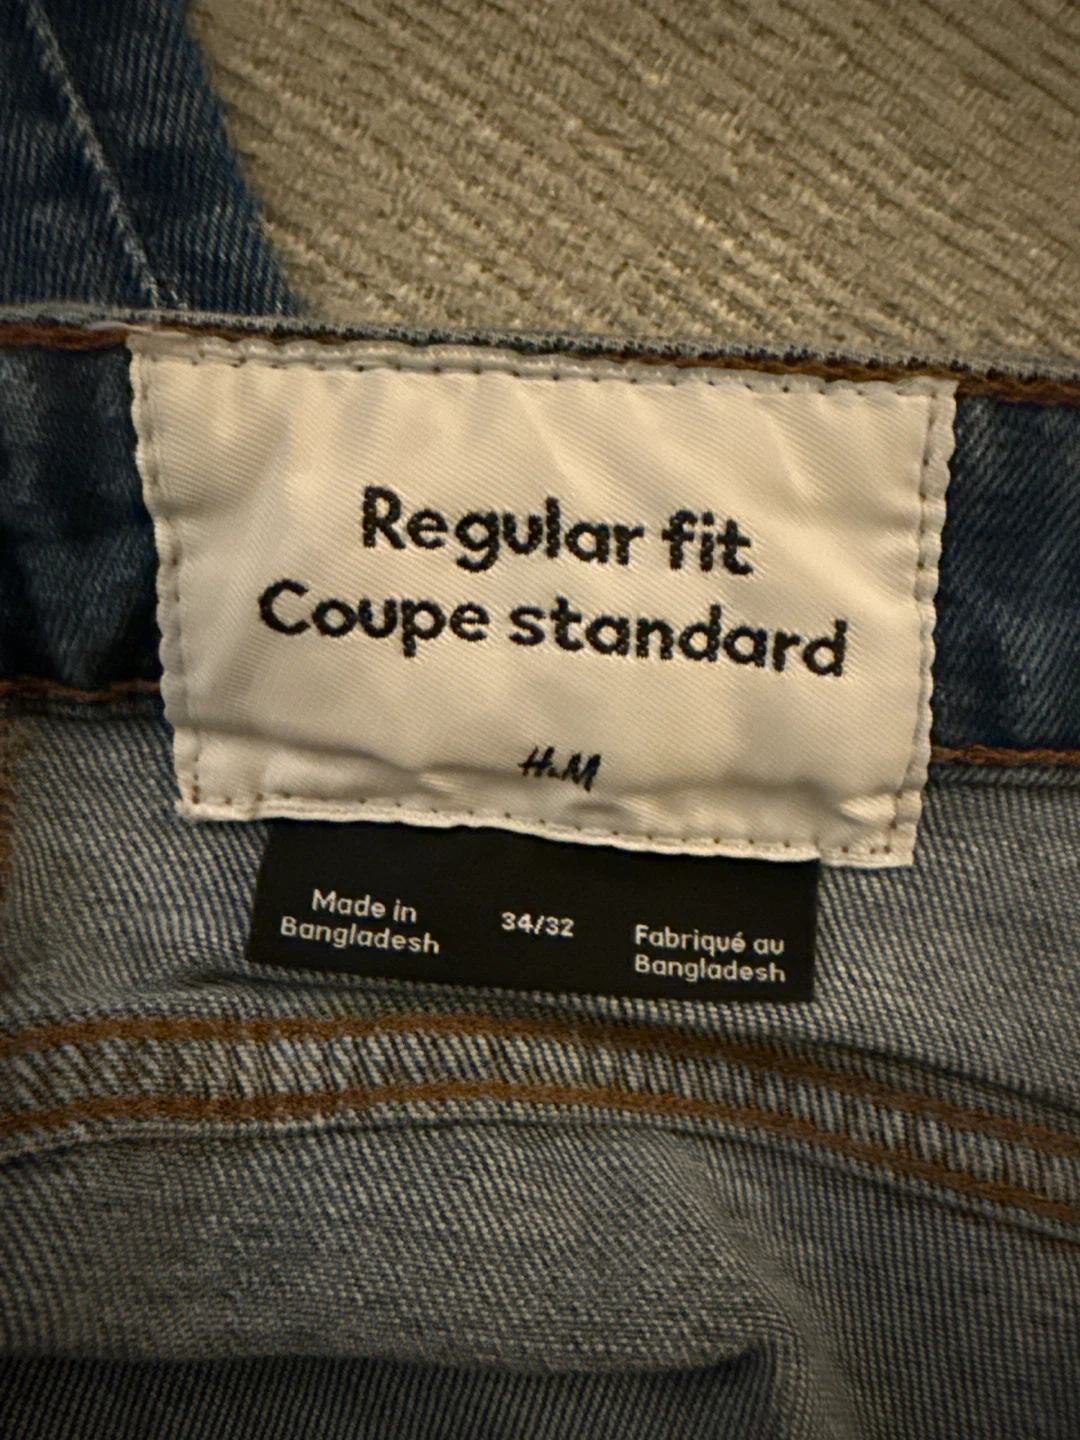 Regular fit
Coupe standard
H&M
Made in
Bangladesh
34/32
Fabriqué au
Bangladesh